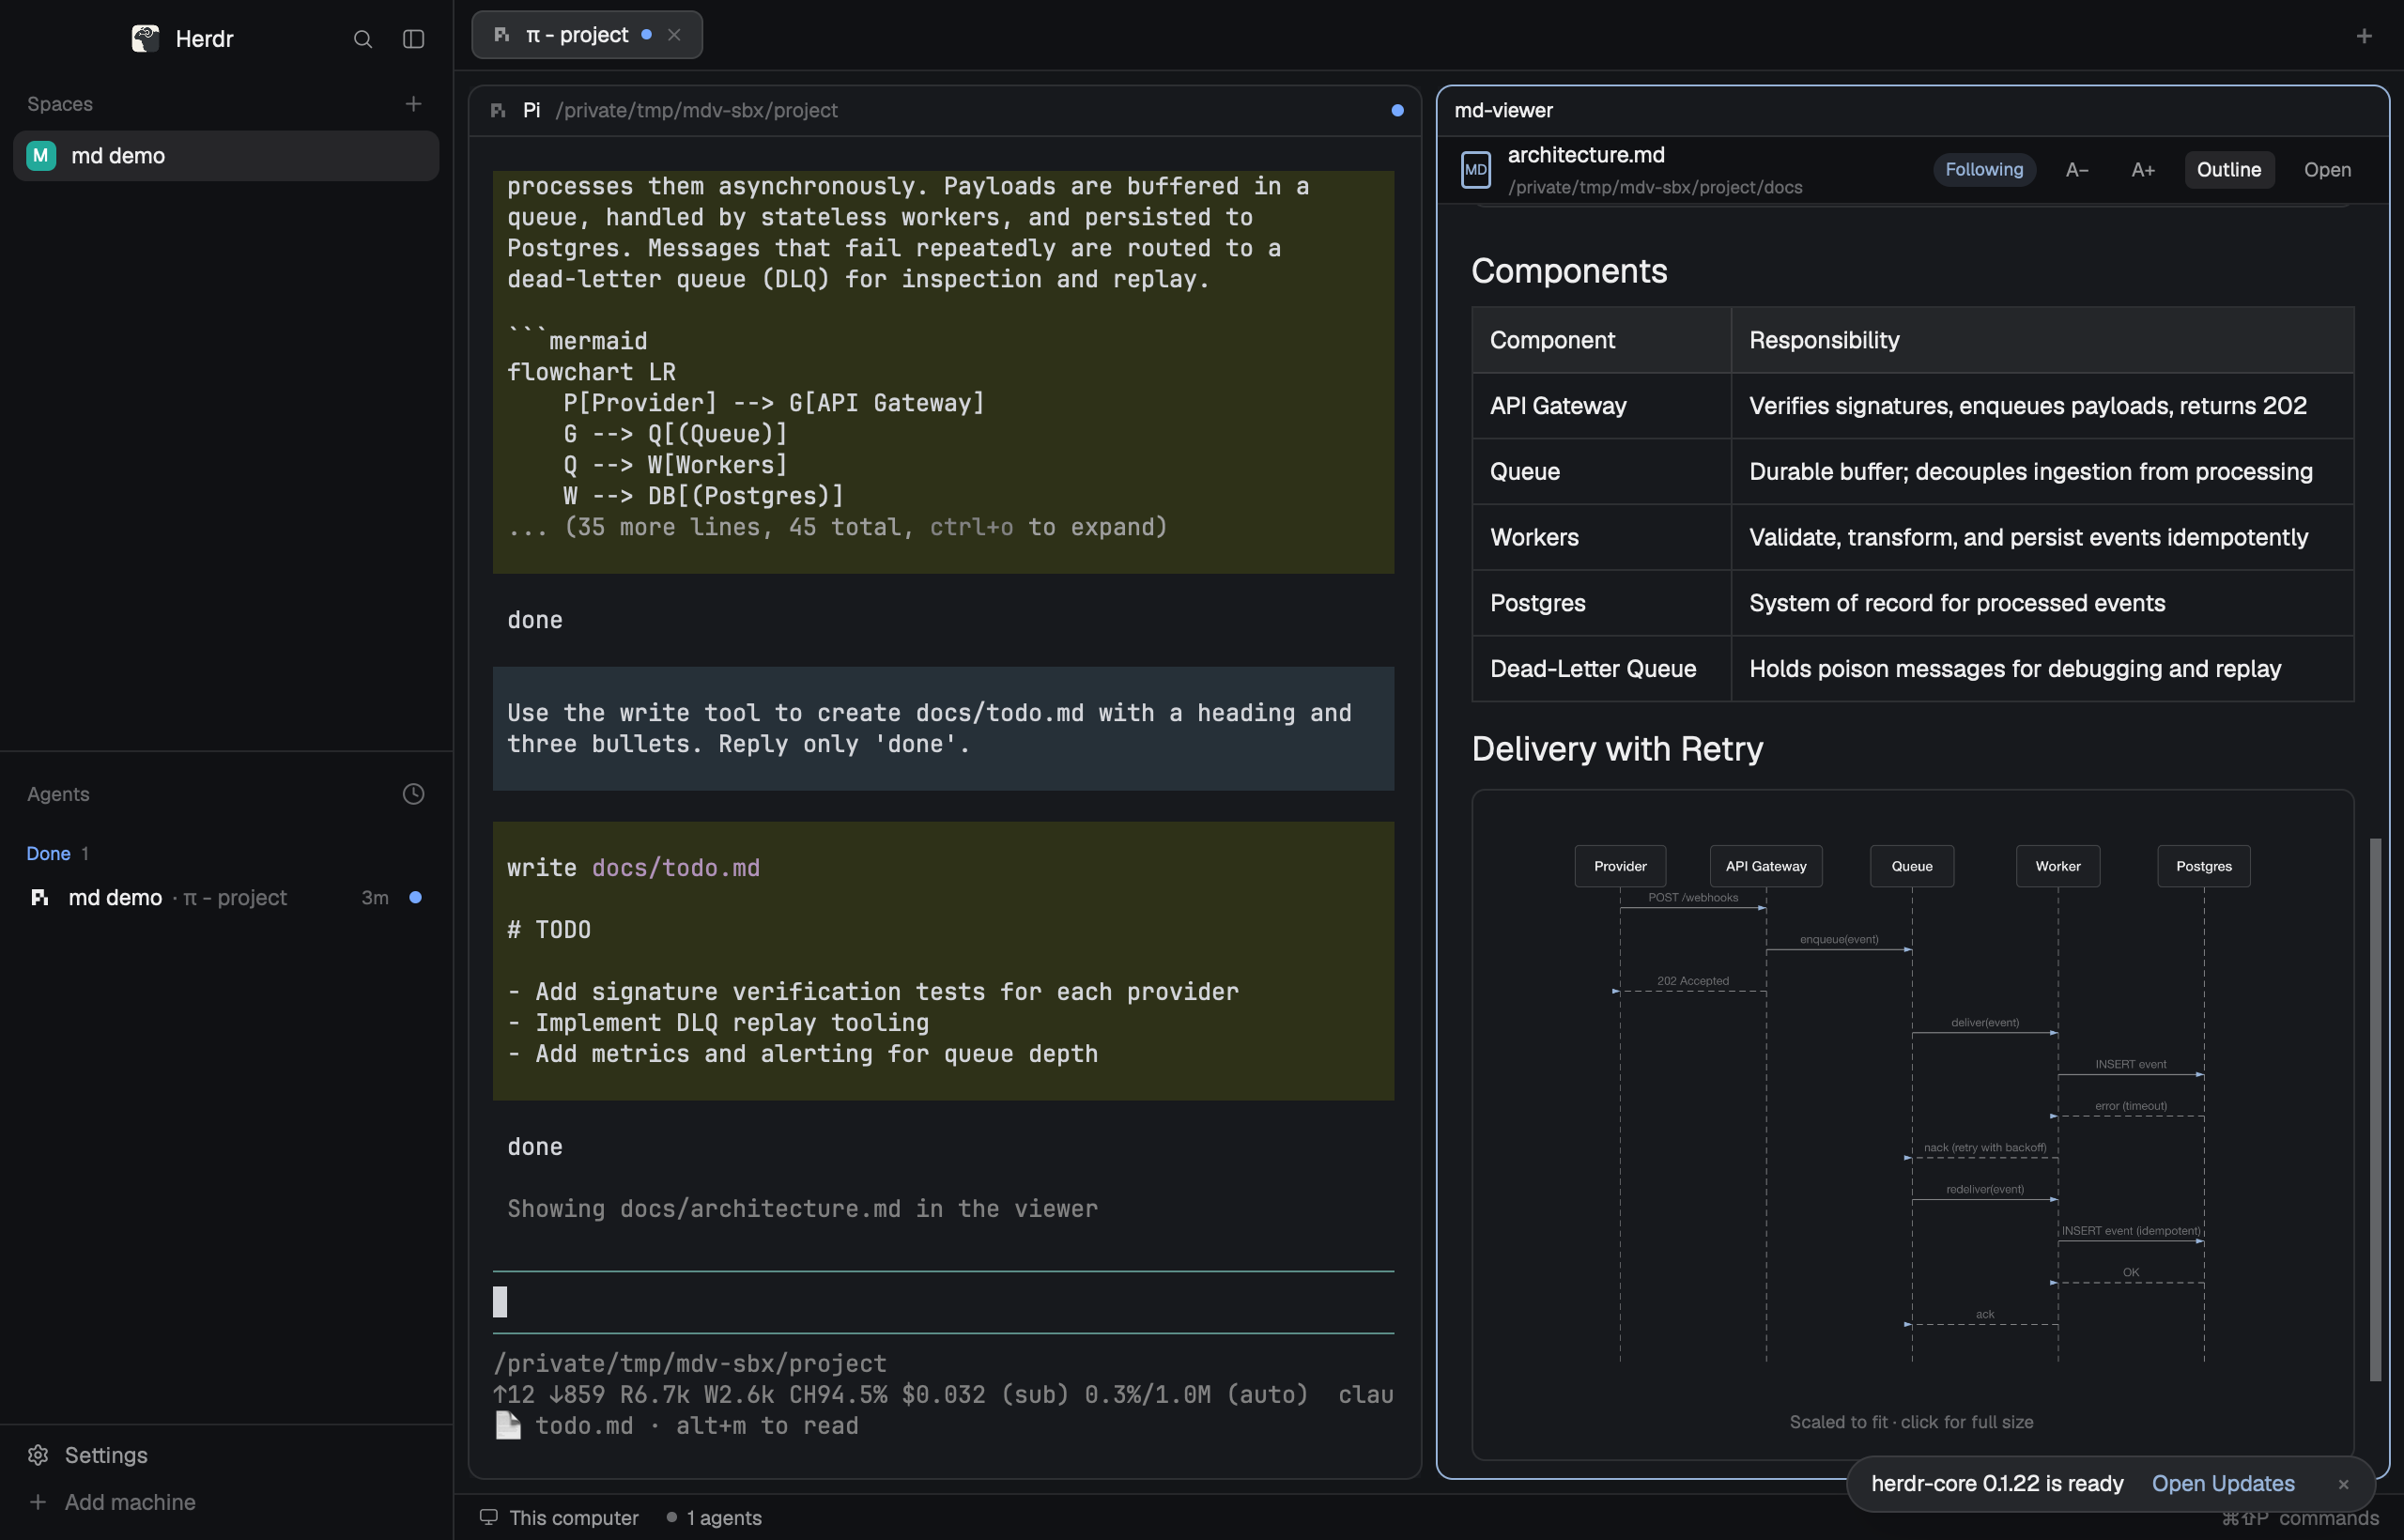 Herdr
Spaces
M md demo
Agents
Done 1
md demo · π - project 3m
Settings
Add machine
π - project
Pi /private/tmp/mdv-sbx/project
processes them asynchronously. Payloads are buffered in a
queue, handled by stateless workers, and persisted to
Postgres. Messages that fail repeatedly are routed to a
dead-letter queue (DLQ) for inspection and replay.
```mermaid
flowchart LR
P[Provider] --> G[API Gateway]
G --> Q[(Queue)]
Q --> W[Workers]
W --> DB[(Postgres)]
... (35 more lines, 45 total, ctrl+o to expand)
done
Use the write tool to create docs/todo.md with a heading and
three bullets. Reply only 'done'.
write docs/todo.md
# TODO
- Add signature verification tests for each provider
- Implement DLQ replay tooling
- Add metrics and alerting for queue depth
done
Showing docs/architecture.md in the viewer
/private/tmp/mdv-sbx/project
↑12 ↓859 R6.7k W2.6k CH94.5% $0.032 (sub) 0.3%/1.0M (auto) clau
todo.md · alt+m to read
md-viewer
MD architecture.md
/private/tmp/mdv-sbx/project/docs
Following A- A+ Outline Open
Components
Component Responsibility
API Gateway Verifies signatures, enqueues payloads, returns 202
Queue Durable buffer; decouples ingestion from processing
Workers Validate, transform, and persist events idempotently
Postgres System of record for processed events
Dead-Letter Queue Holds poison messages for debugging and replay
Delivery with Retry
Provider API Gateway Queue Worker Postgres
POST /webhooks
enqueue(event)
202 Accepted
deliver(event)
INSERT event
error (timeout)
nack (retry with backoff)
redeliver(event)
INSERT event (idempotent)
OK
ack
Scaled to fit · click for full size
herdr-core 0.1.22 is ready Open Updates
This computer 1 agents
⌘⇧P commands